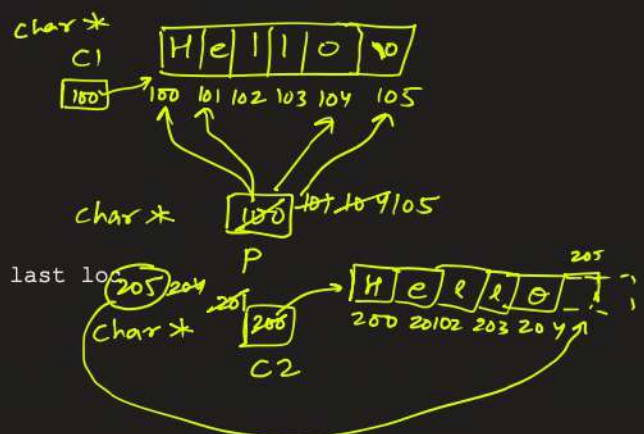 char *
C1
H e l l o \0
100
100 101 102 103 104 105
char * 100 101 104 105
P
last loc
205 204
201
char * 200
C2
205
H e l l o
200 20102 203 204